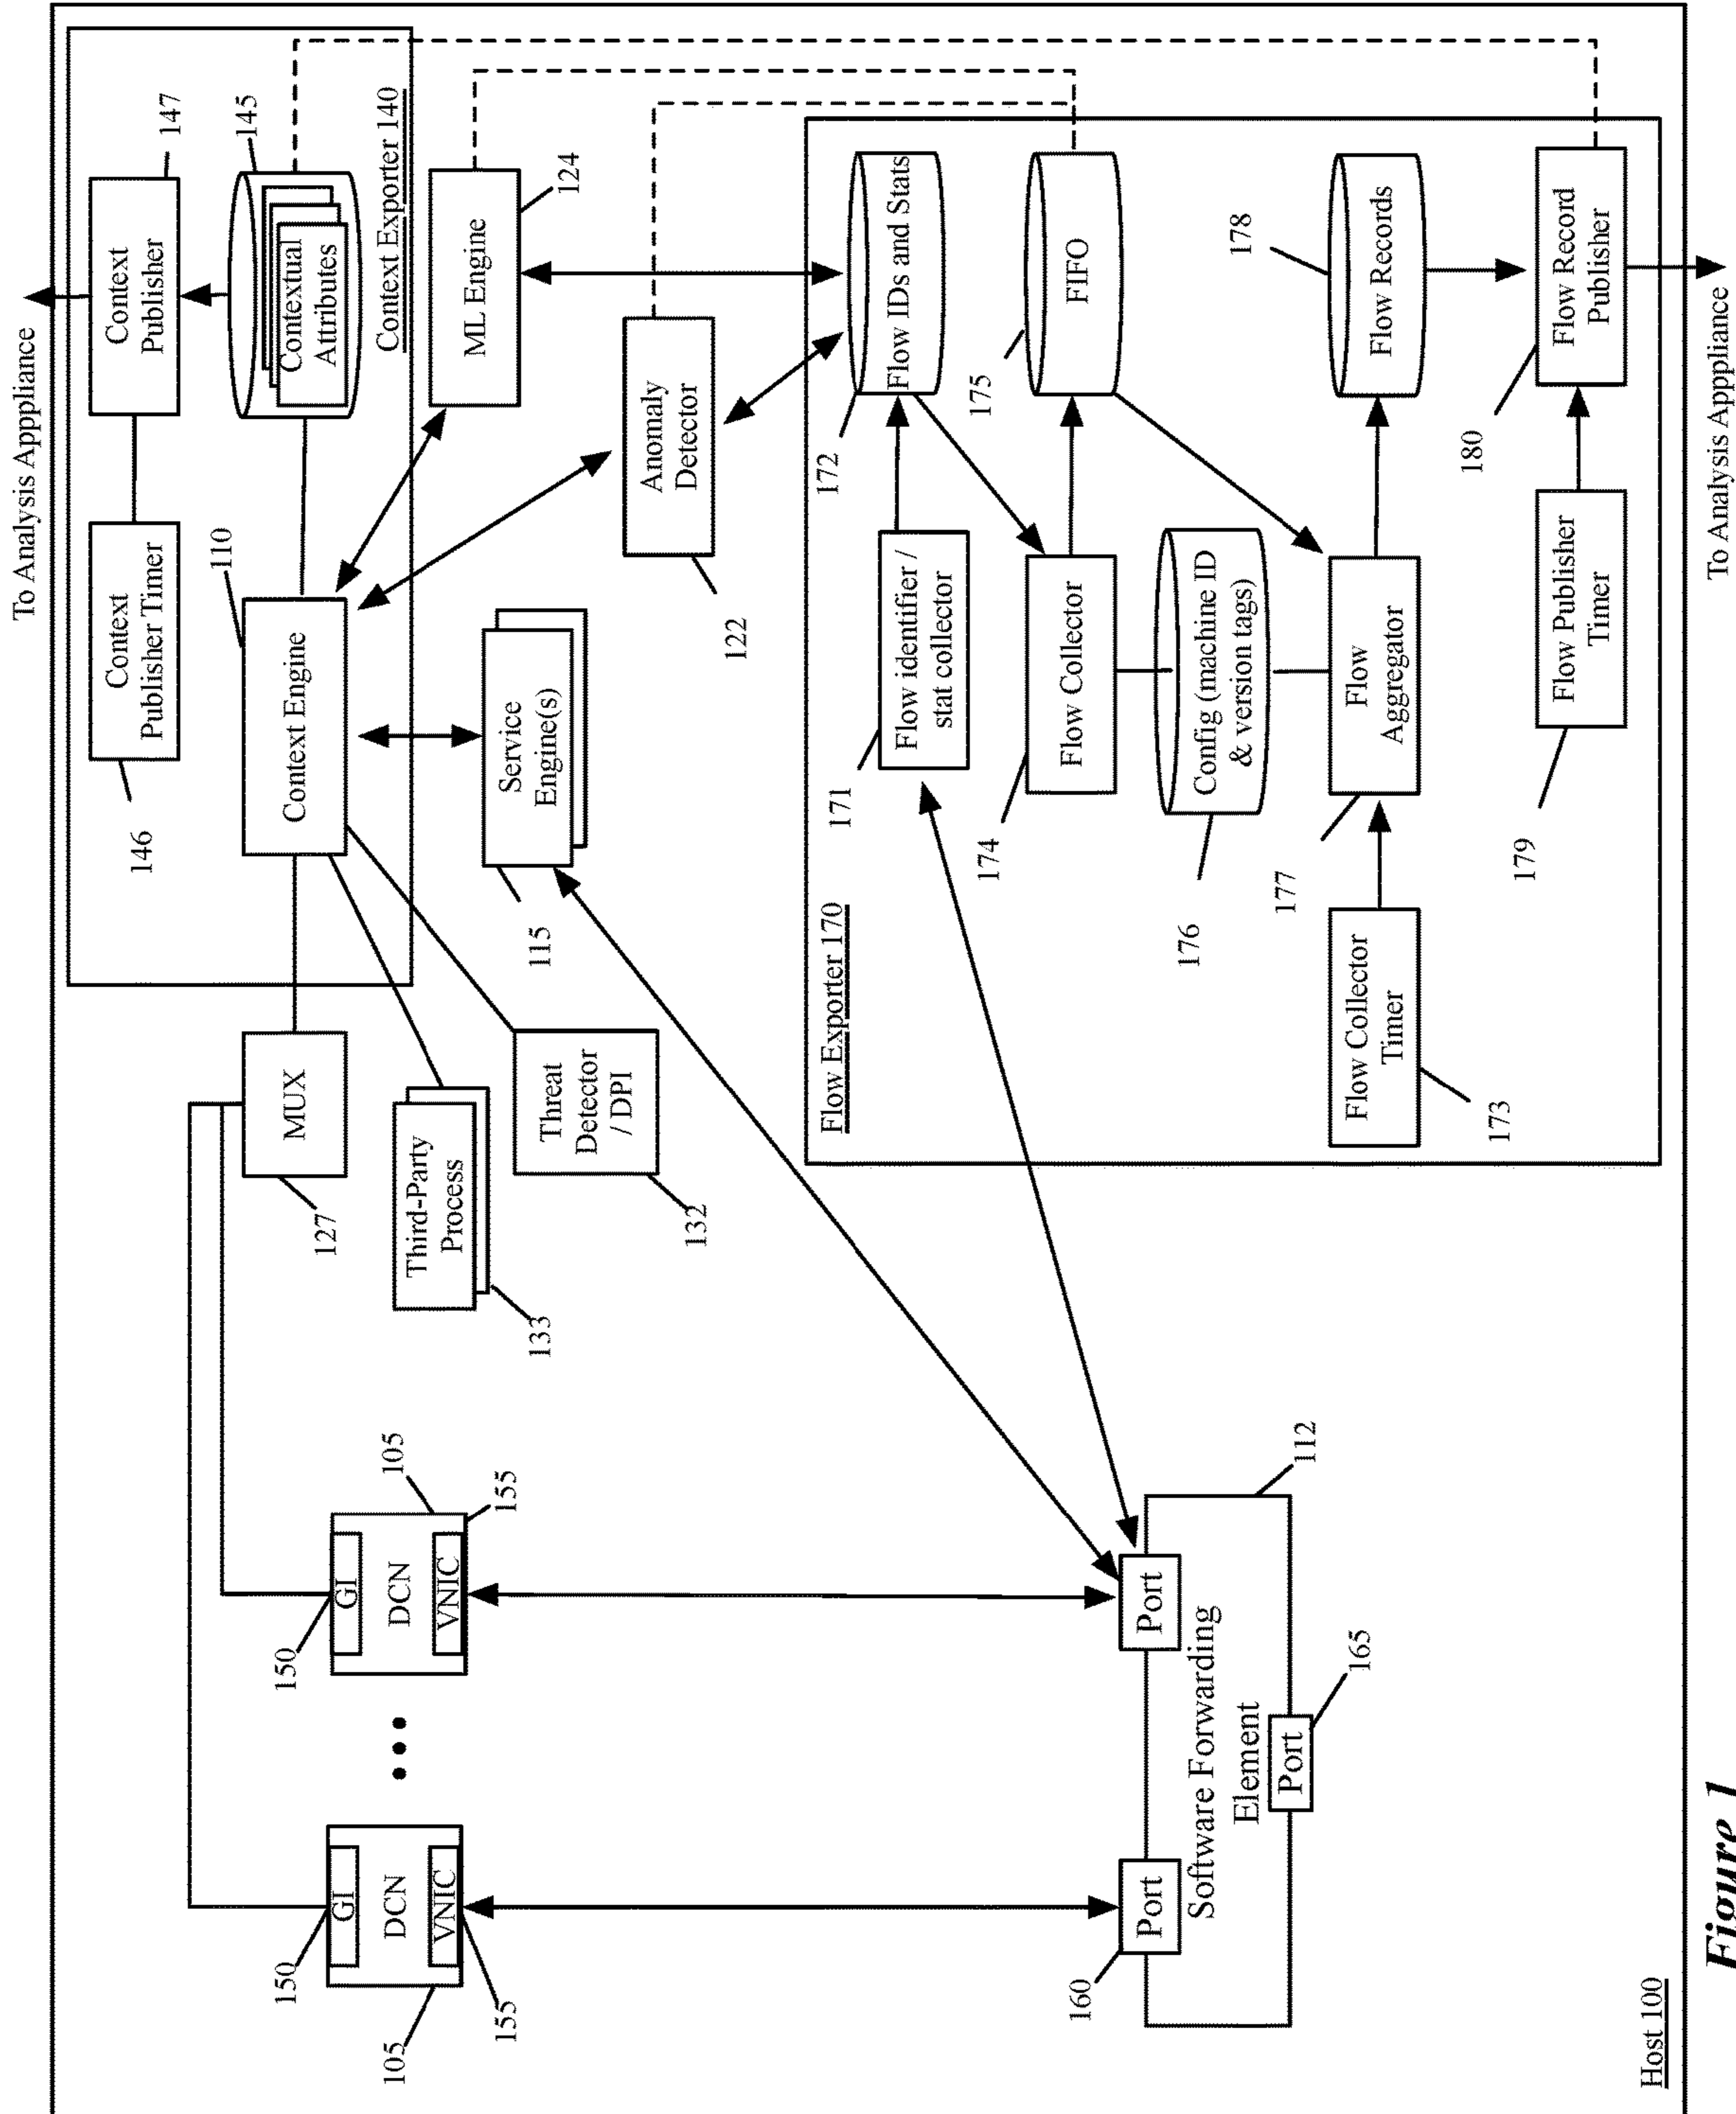 To Analysis Apppliance
Context
Publisher Timer
146
Context
Publisher
147
110
Context Engine
Contextual
Attributes
145
Context Exporter 140
MUX
127
Third-Party
Process
133
Threat
Detector
/ DPI
132
Service
Engine(s)
115
ML Engine
124
Anomaly
Detector
122
150
GI
DCN
VNIC
105
155
150
GI
DCN
VNIC
105
155
Port
160
Port
Software Forwarding
Element
112
Port
165
Flow Exporter 170
171
Flow identifier /
stat collector
172
Flow IDs and Stats
174
Flow Collector
175
FIFO
176
Config (machine ID
& version tags)
173
Flow Collector
Timer
177
Flow
Aggregator
178
Flow Records
179
Flow Publisher
Timer
180
Flow Record
Publisher
Host 100
To Analysis Apppliance
Figure 1